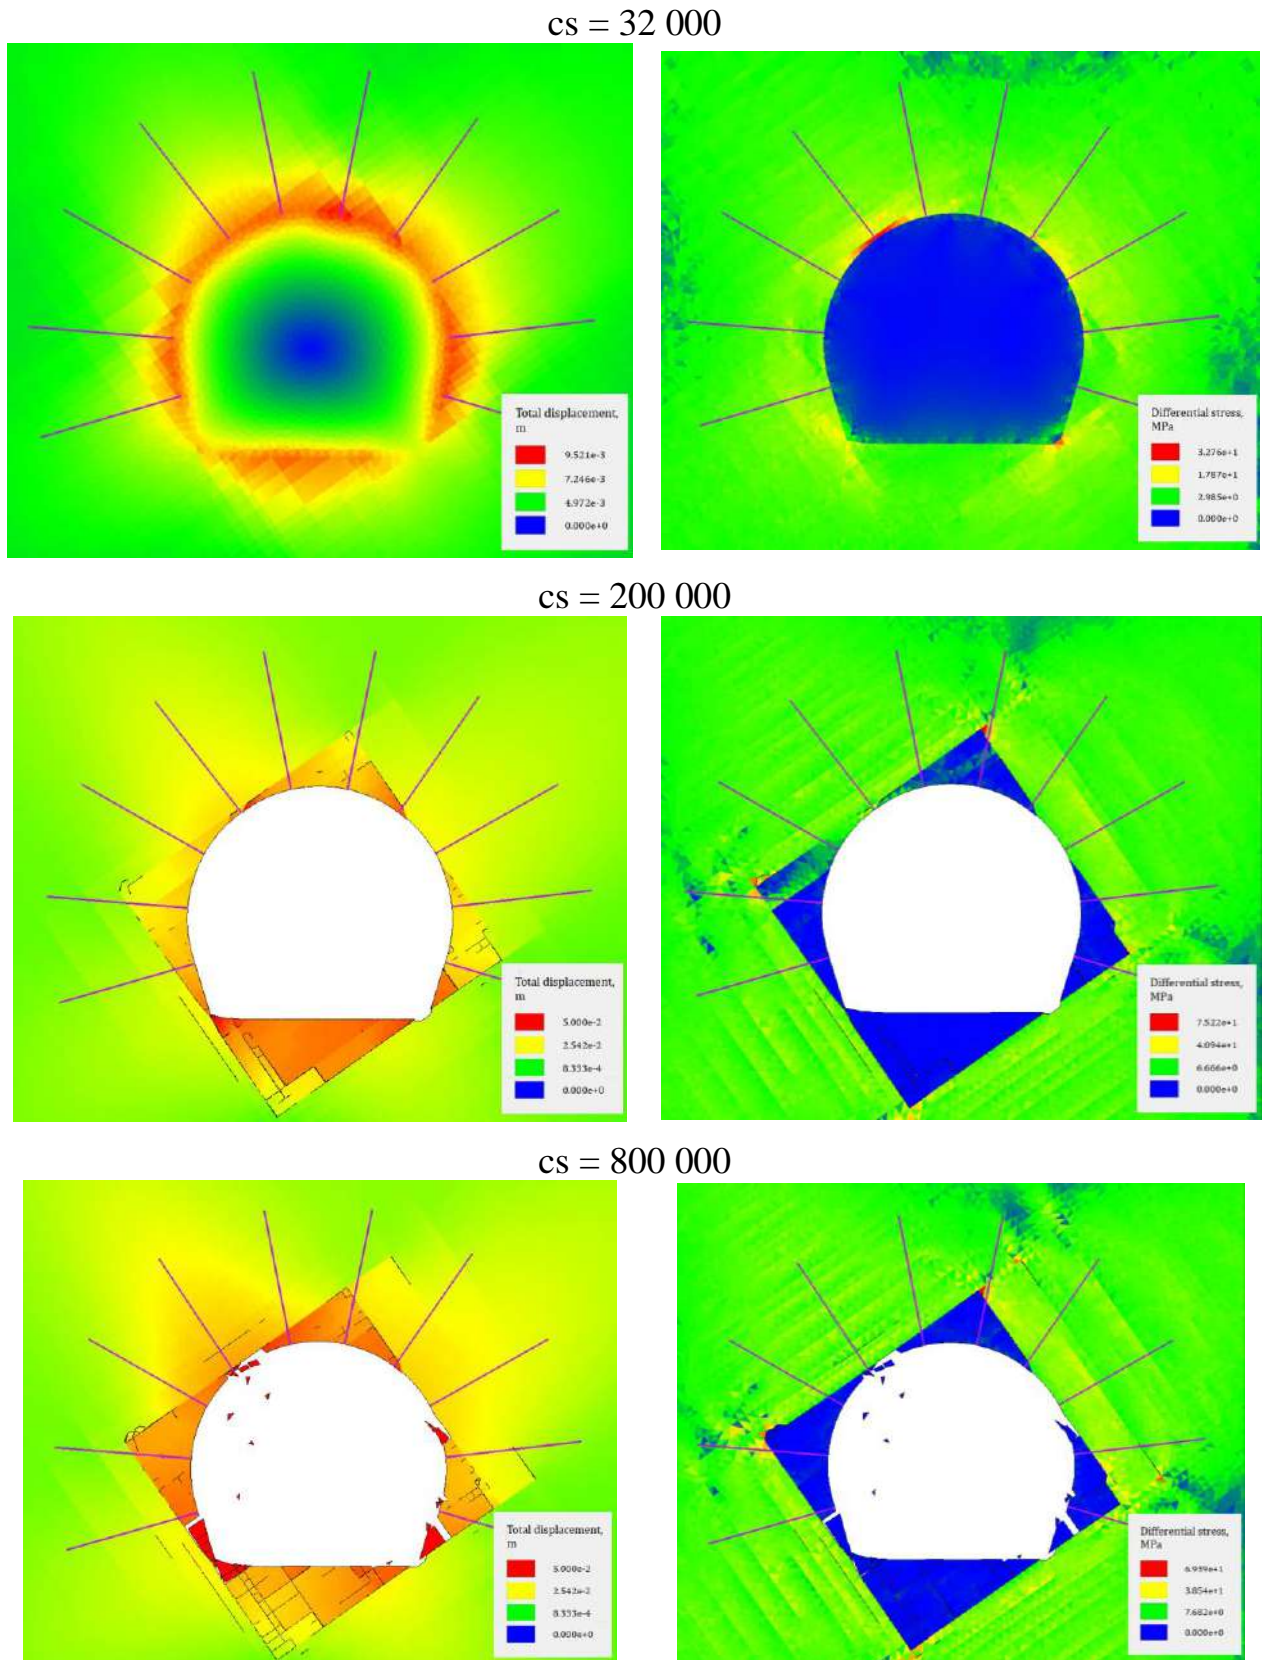 cs = 32 000
Total displacement,
m
9.521e-3
7.246e-3
4.972e-3
0.000e+0
Differential stress,
MPa
3.276e+1
1.787e+1
2.985e+0
0.000e+0
cs = 200 000
Total displacement,
m
5.000e-2
2.542e-2
8.333e-4
0.000e+0
Differential stress,
MPa
7.522e+1
4.094e+1
6.666e+0
0.000e+0
cs = 800 000
Total displacement,
m
5.000e-2
2.542e-2
8.333e-4
0.000e+0
Differential stress,
MPa
6.939e+1
3.854e+1
7.682e+0
0.000e+0